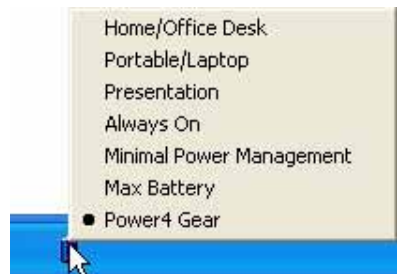 Home/Office Desk
Portable/Laptop
Presentation
Always On
Minimal Power Management
Max Battery
Power4 Gear